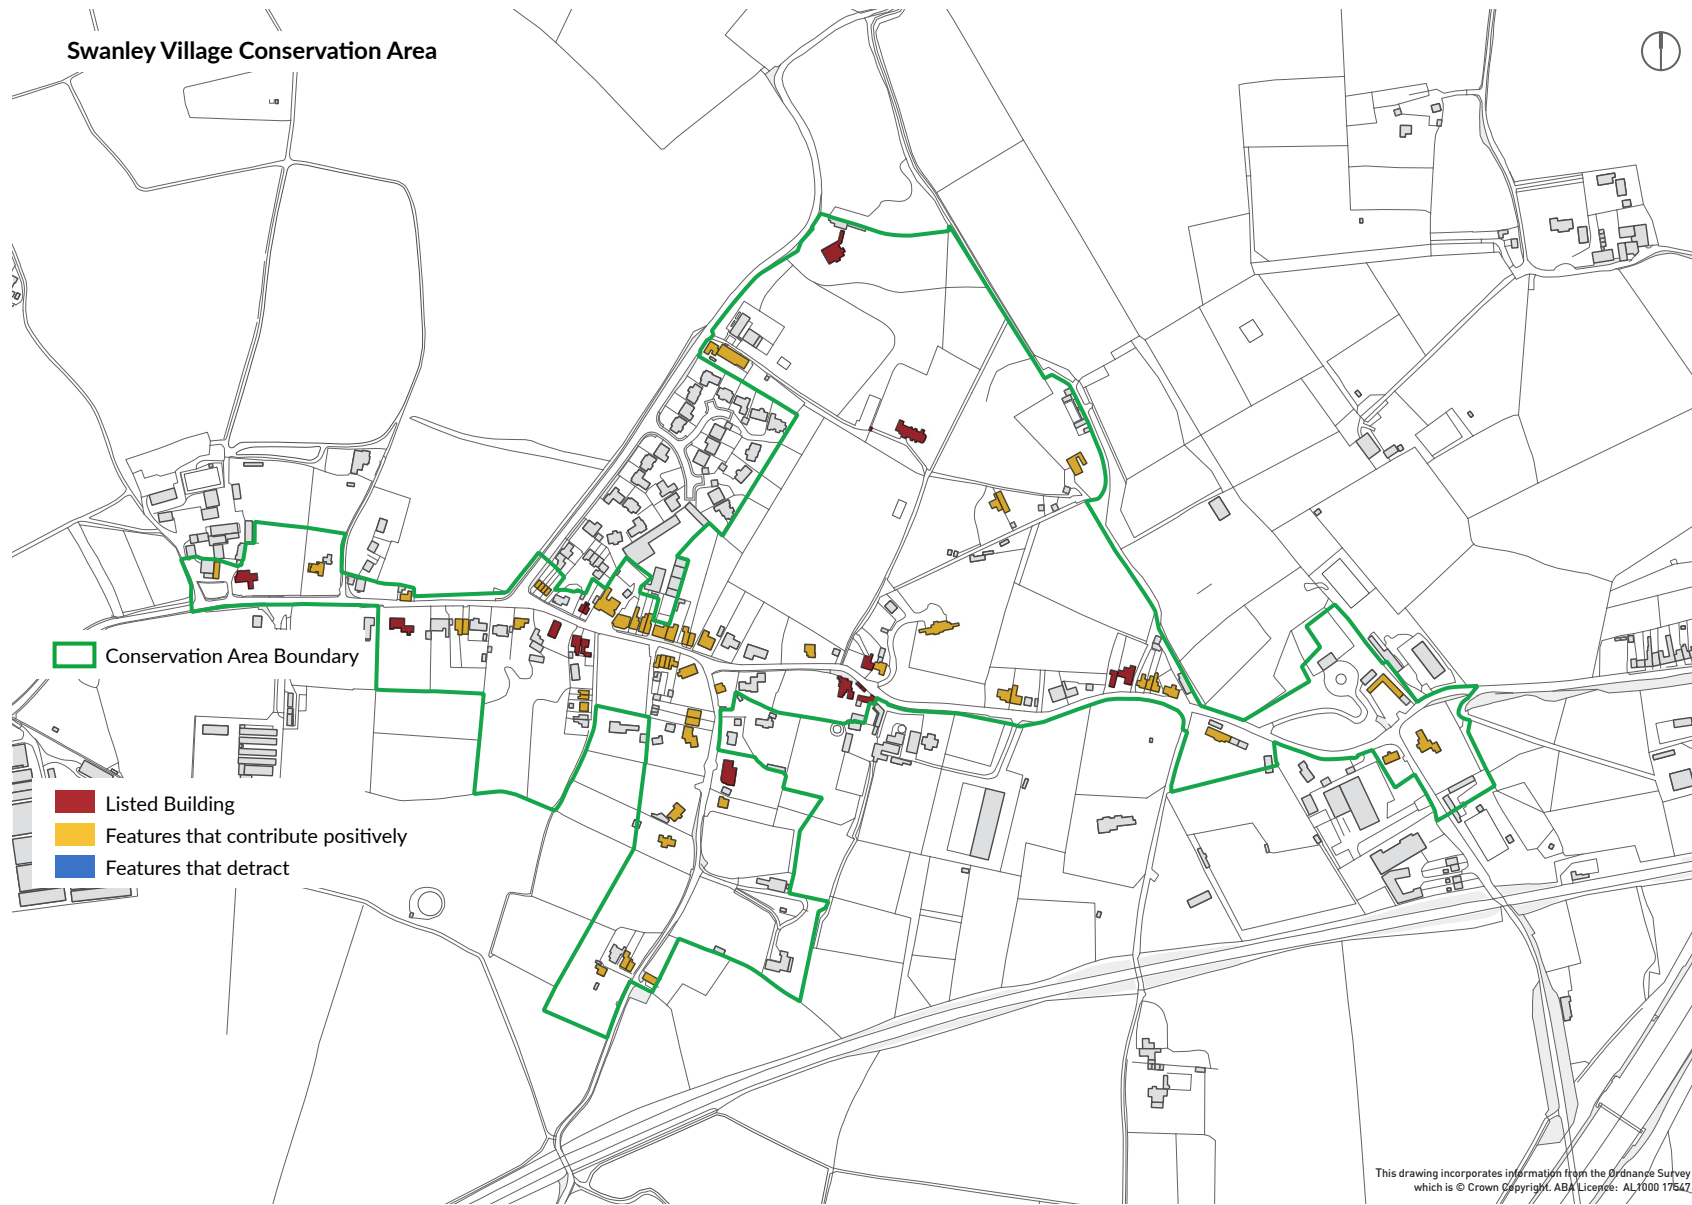 Swanley Village Conservation Area
Conservation Area Boundary
Listed Building
Features that contribute positively
Features that detract
This drawing incorporates information from the Ordnance Survey
which is © Crown Copyright. ABA Licence: AL1000 17547